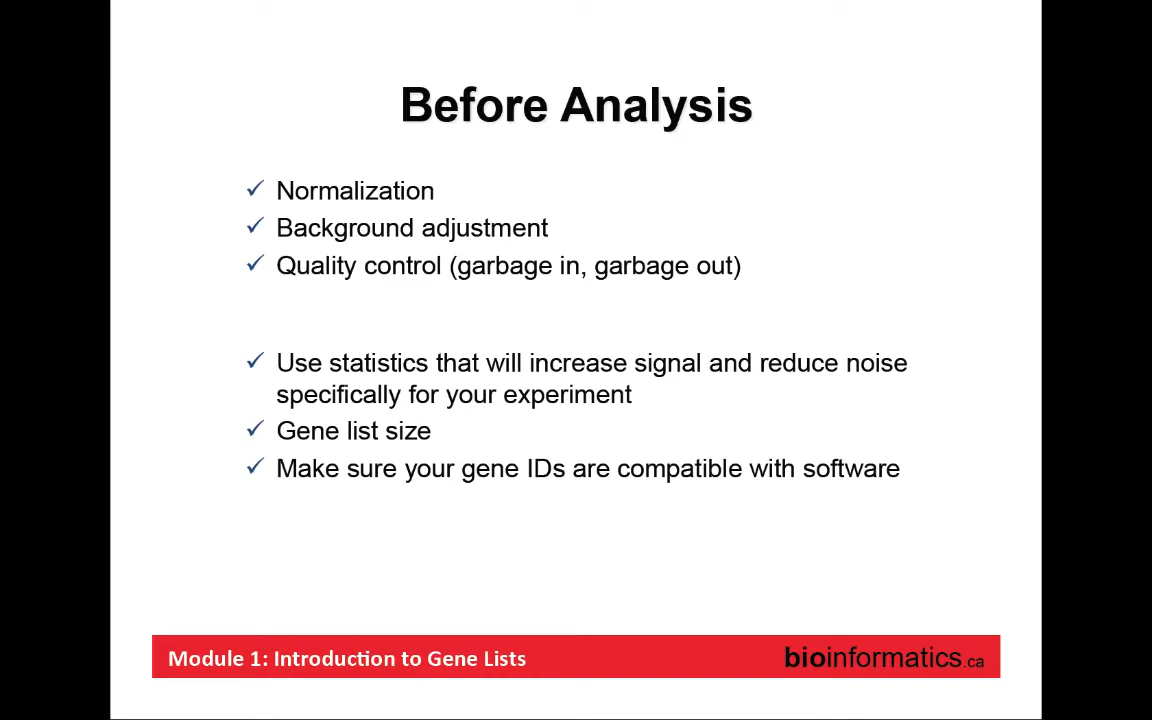 Before Analysis
✓ Normalization
✓ Background adjustment
✓ Quality control (garbage in, garbage out)
✓ Use statistics that will increase signal and reduce noise
specifically for your experiment
✓ Gene list size
✓ Make sure your gene IDs are compatible with software
Module 1: Introduction to Gene Lists
bioinformatics.ca